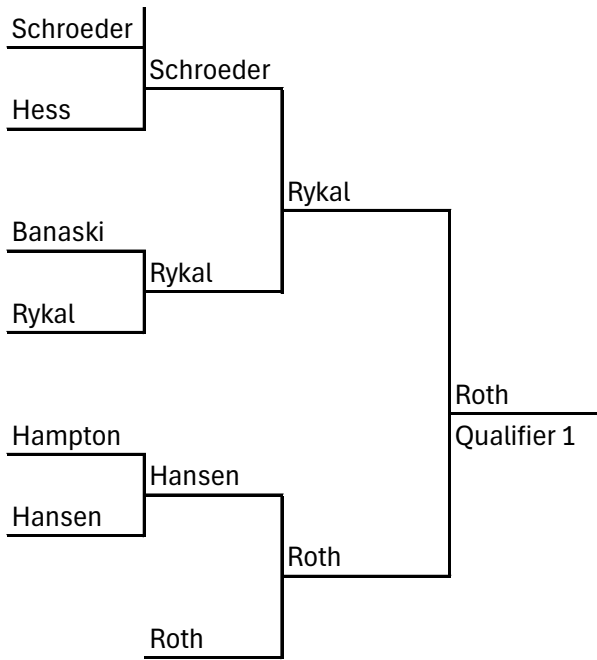 Schroeder
Schroeder
Hess
Rykal
Banaski
Rykal
Rykal
Roth
Qualifier 1
Hampton
Hansen
Hansen
Roth
Roth